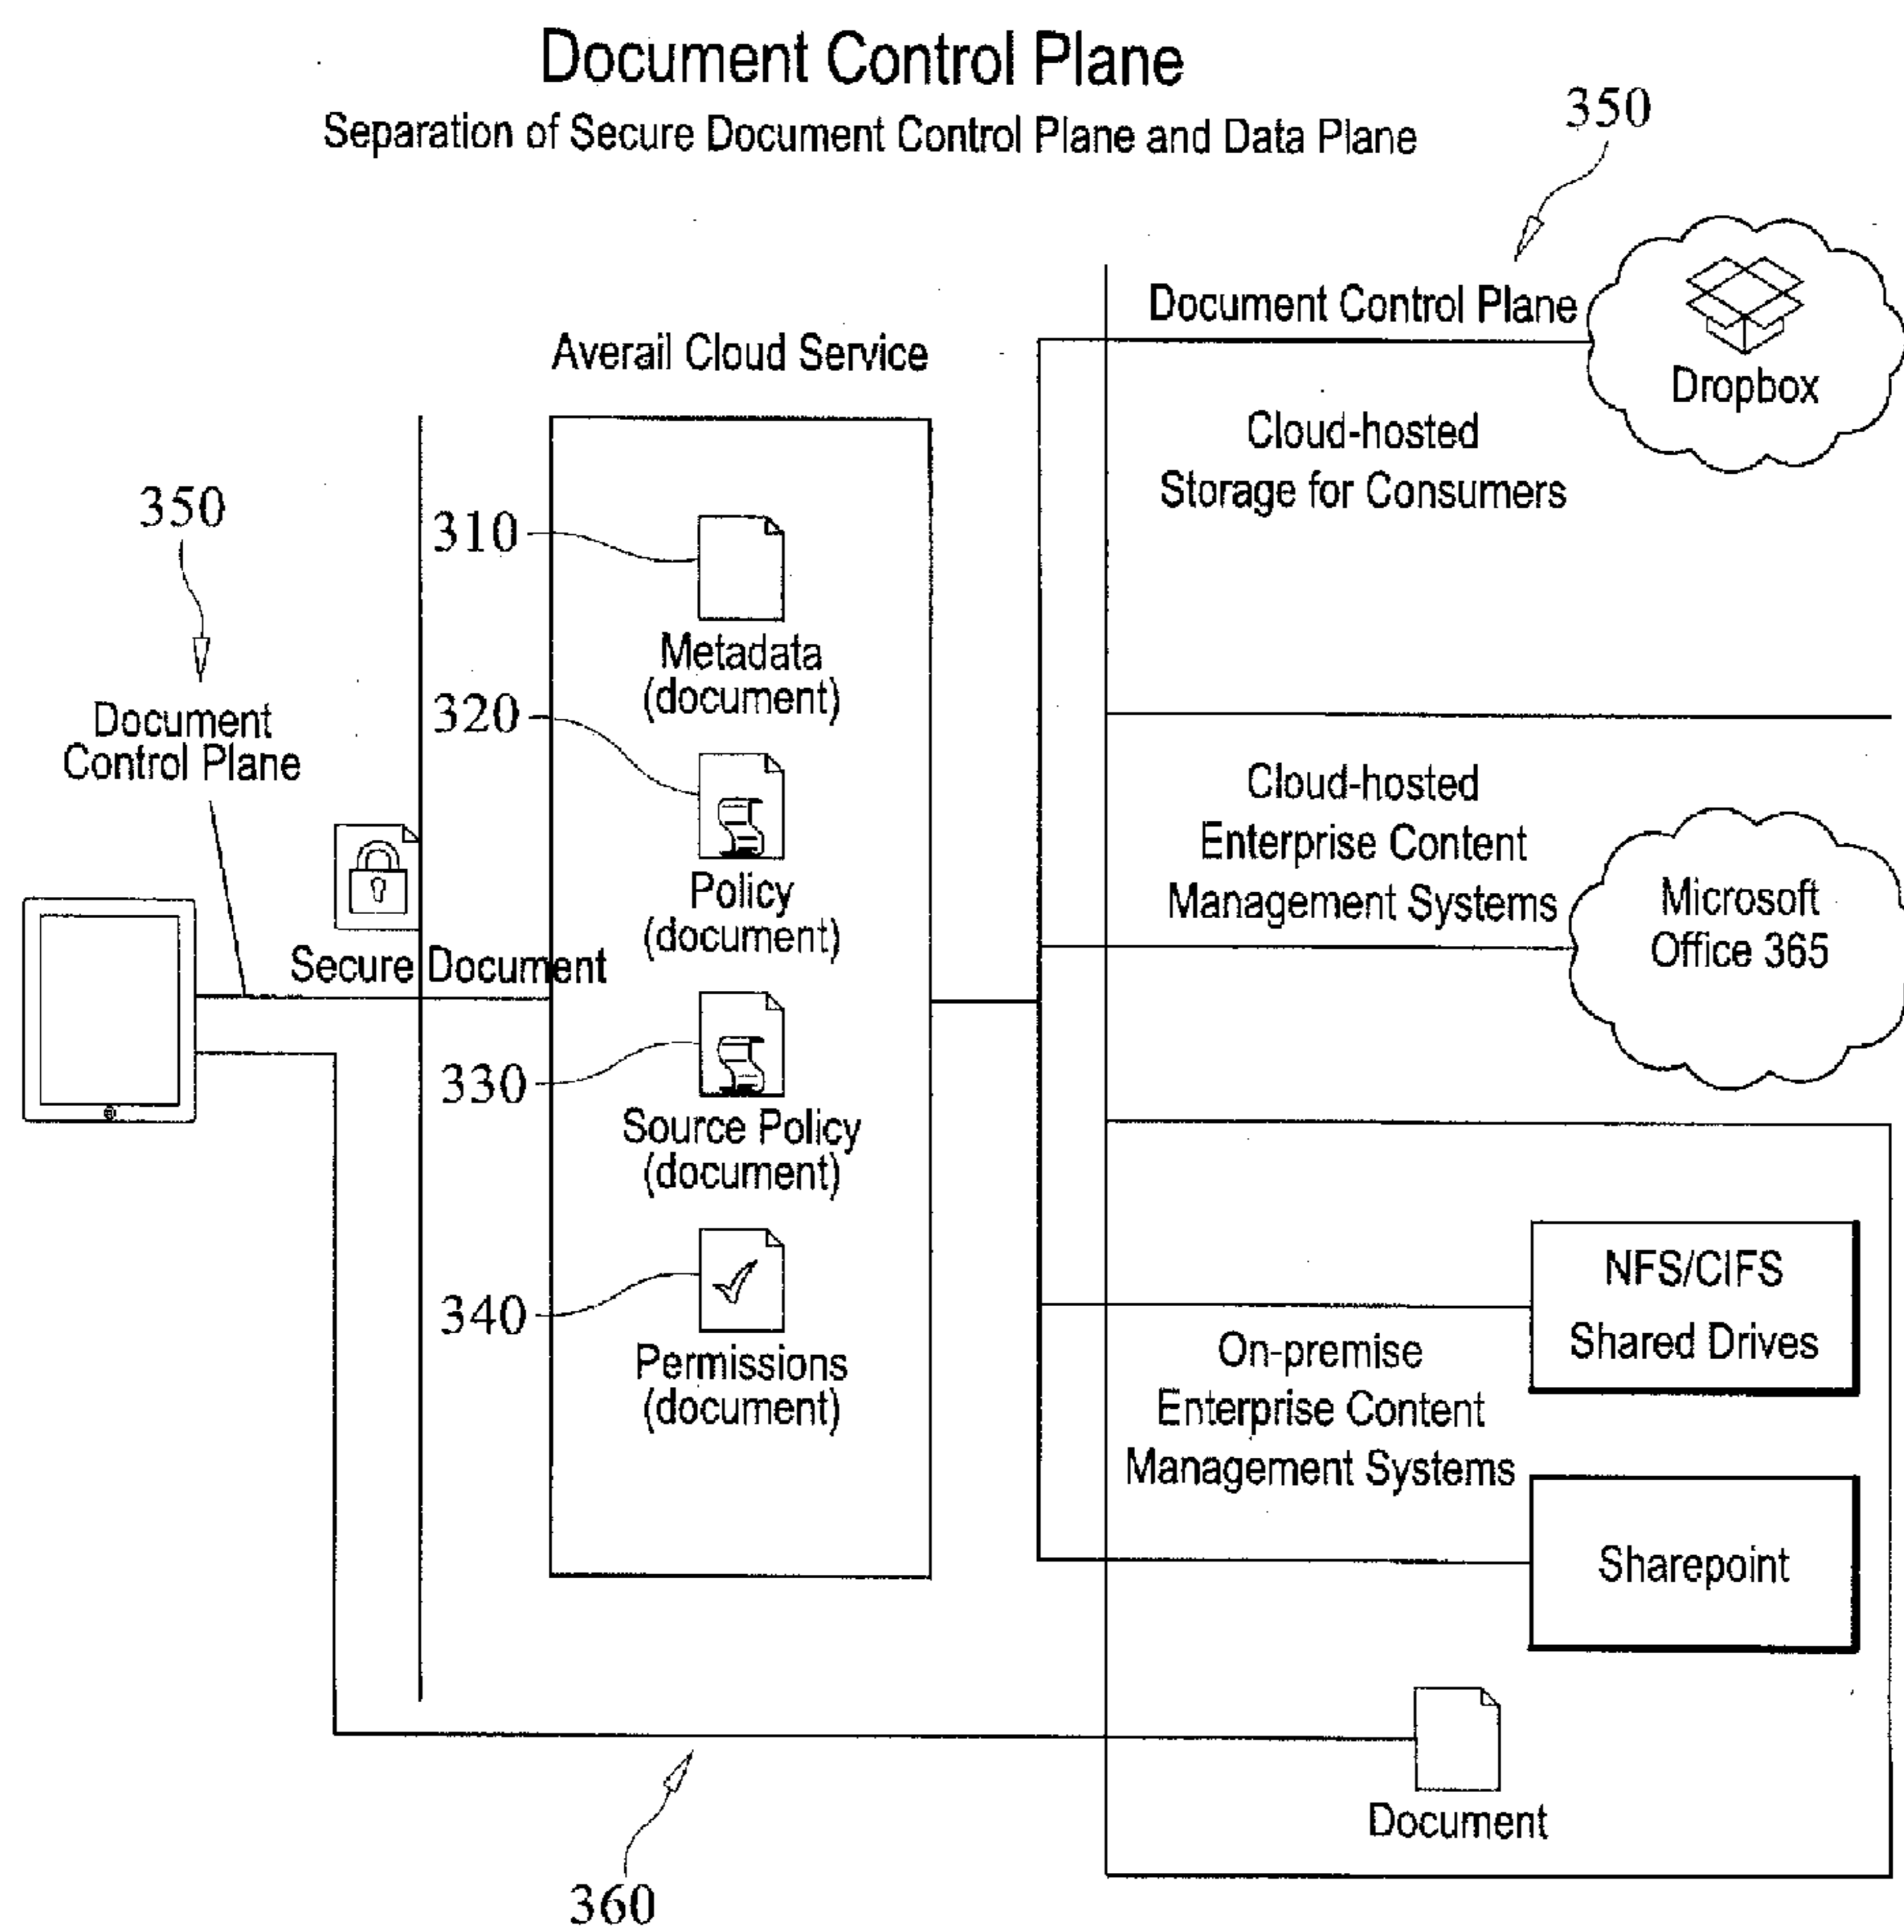 Document Control Plane
Separation of Secure Document Control Plane and Data Plane
350
Document Control Plane
Dropbox
Cloud-hosted
Storage for Consumers
Averail Cloud Service
350
Document
Control Plane
310
Metadata
(document)
320
Policy
(document)
Secure Document
330
Source Policy
(document)
340
Permissions
(document)
Cloud-hosted
Enterprise Content
Management Systems
Microsoft
Office 365
NFS/CIFS
Shared Drives
On-premise
Enterprise Content
Management Systems
Sharepoint
Document
360